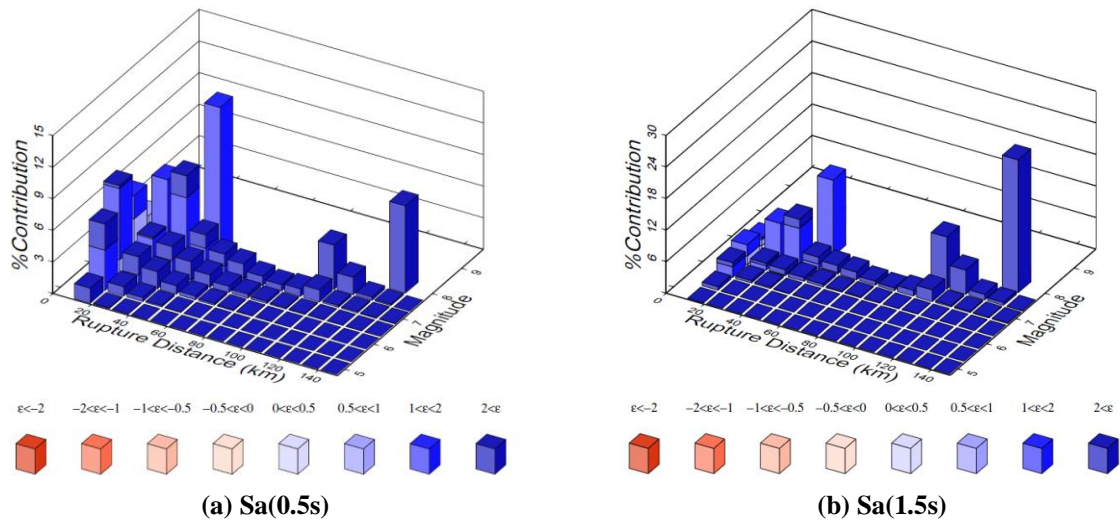 15
12
9
6
3
0
%Contribution
20
40
60
80
100
120
140
Rupture Distance (km)
5
6
7
8
9
Magnitude
ε<−2
−2<ε<−1
−1<ε<−0.5
−0.5<ε<0
0<ε<0.5
0.5<ε<1
1<ε<2
2<ε
(a) Sa(0.5s)
30
24
18
12
6
0
%Contribution
20
40
60
80
100
120
140
Rupture Distance (km)
5
6
7
8
9
Magnitude
ε<−2
−2<ε<−1
−1<ε<−0.5
−0.5<ε<0
0<ε<0.5
0.5<ε<1
1<ε<2
2<ε
(b) Sa(1.5s)